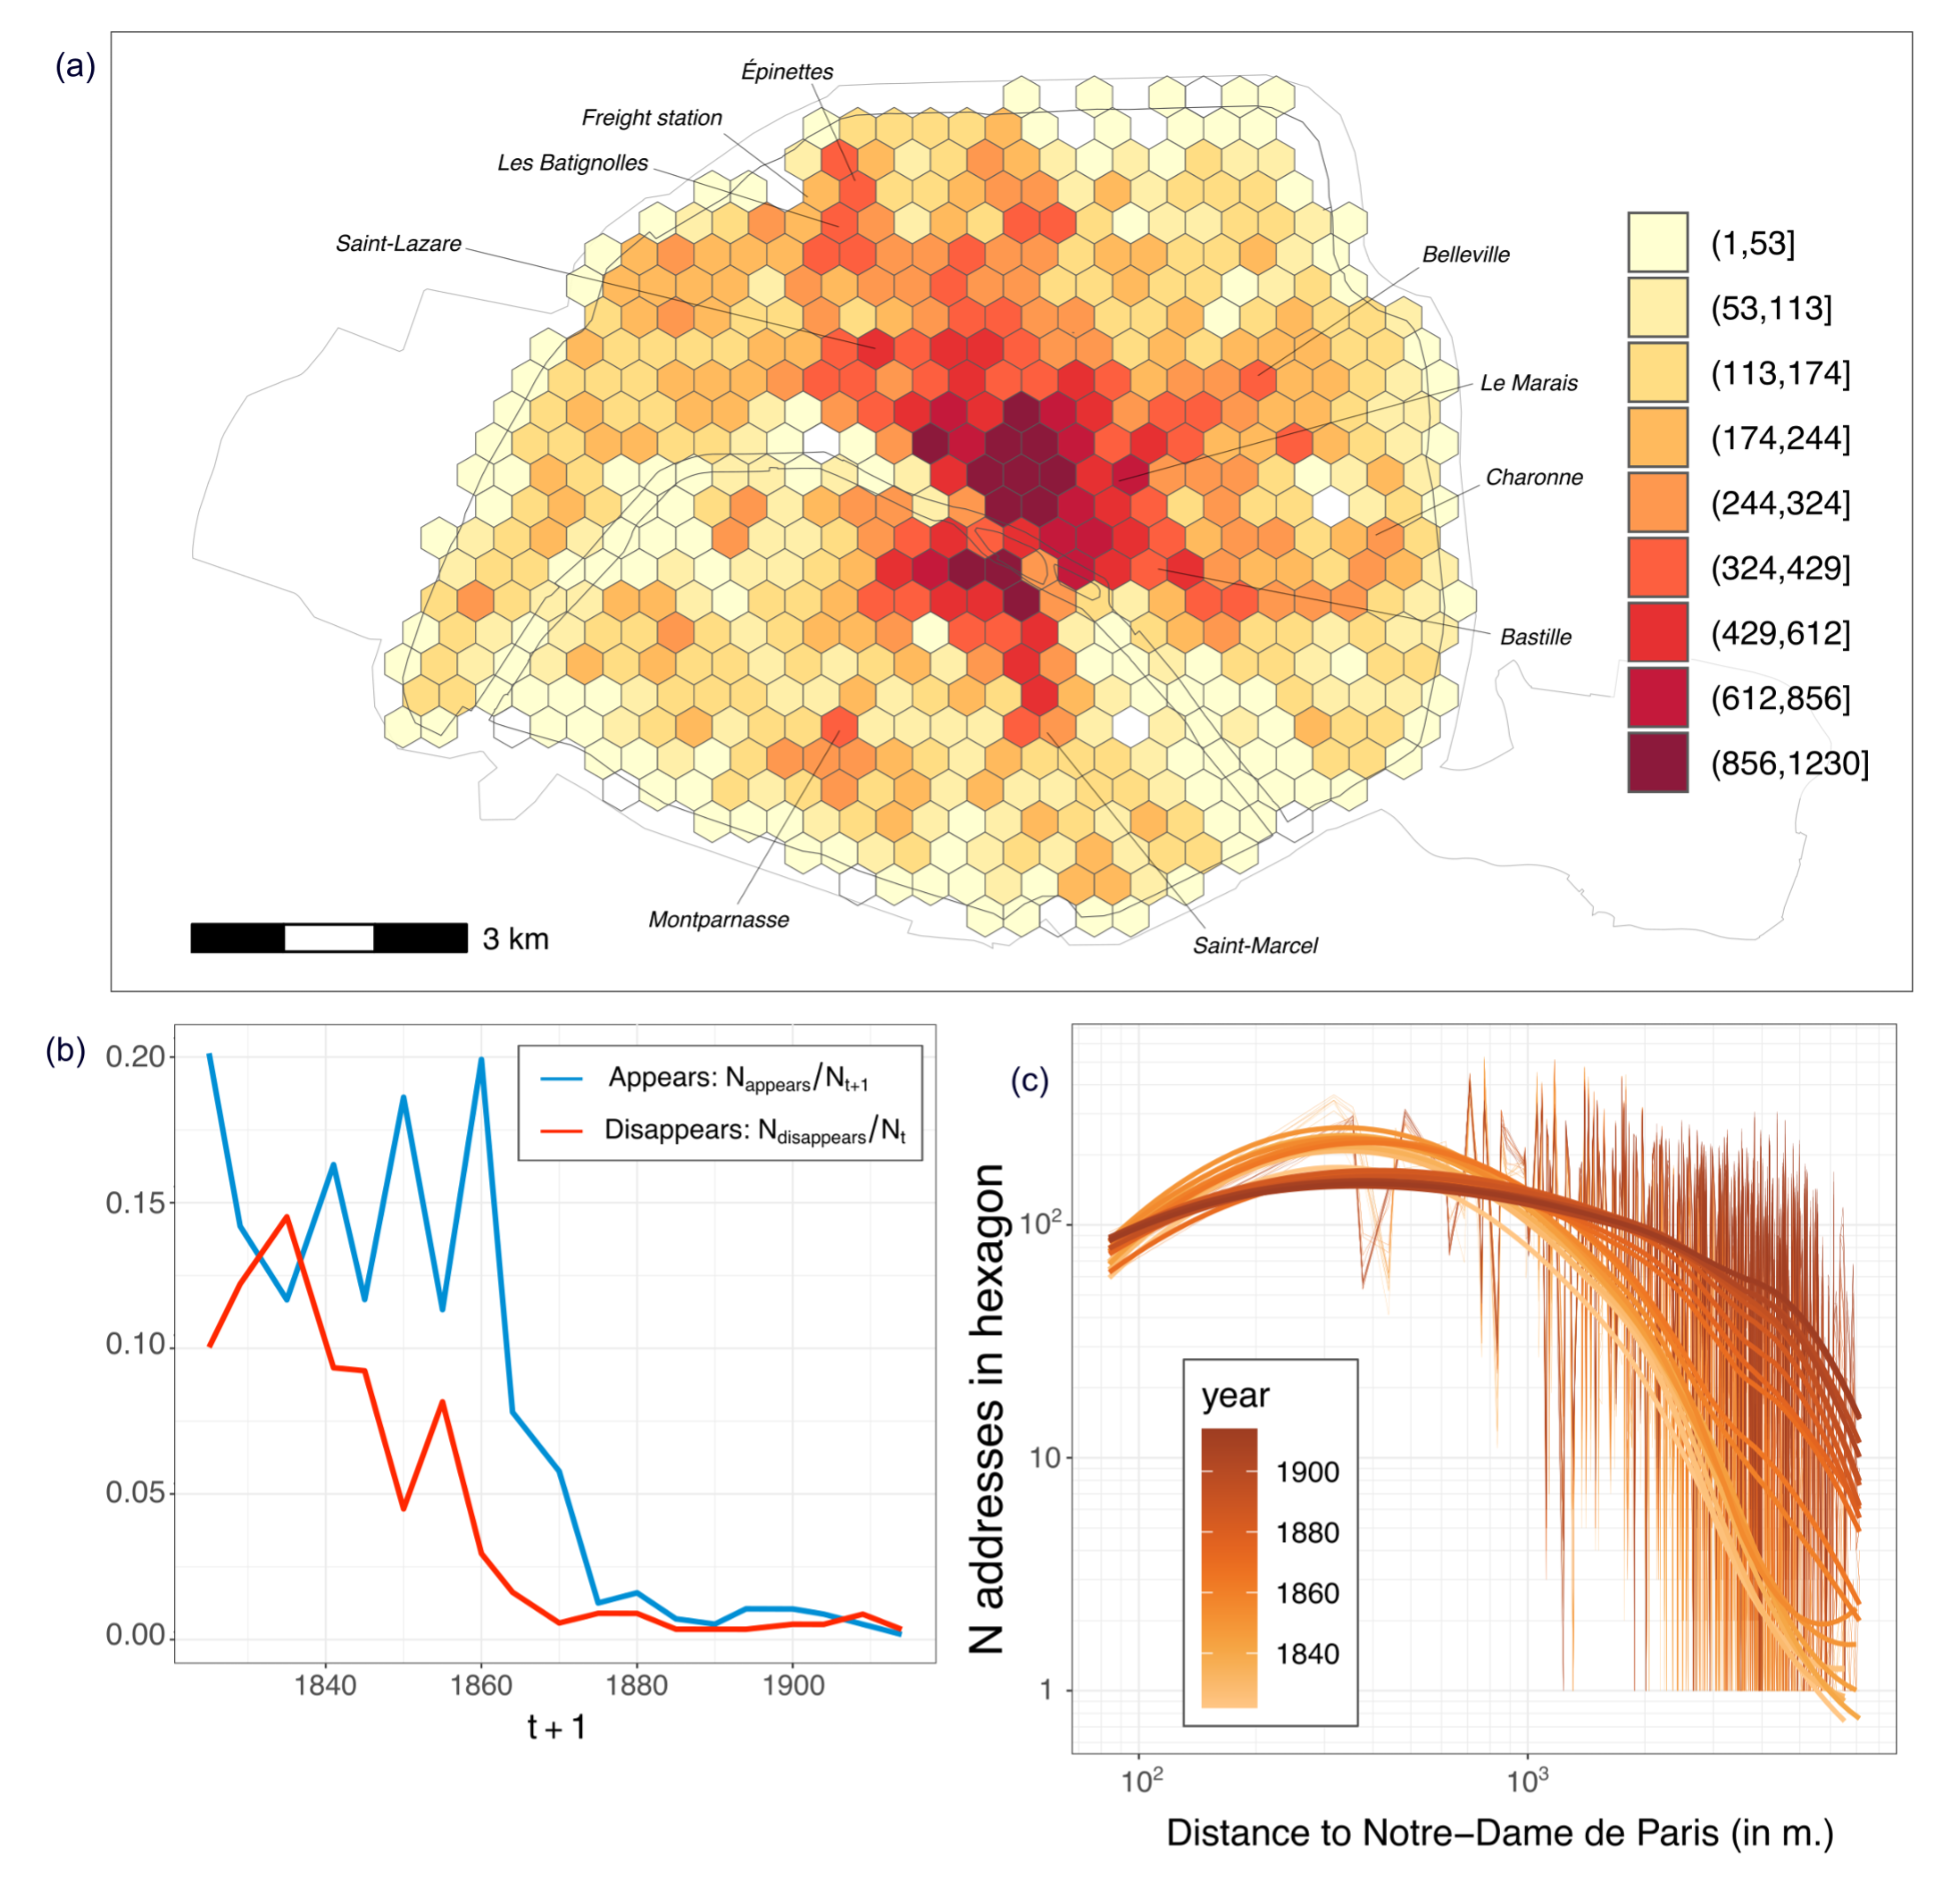 (a)
Épinettes
Freight station
Les Batignolles
Saint-Lazare
Belleville
Le Marais
Charonne
Bastille
Montparnasse
Saint-Marcel
3 km
(1,53]
(53,113]
(113,174]
(174,244]
(244,324]
(324,429]
(429,612]
(612,856]
(856,1230]
(b)
0.20
0.15
0.10
0.05
0.00
Appears: Nappears/Nt+1
Disappears: Ndisappears/Nt
1840 1860 1880 1900
t + 1
(c)
N addresses in hexagon
10²
10
1
year
1900
1880
1860
1840
10² 10³
Distance to Notre−Dame de Paris (in m.)